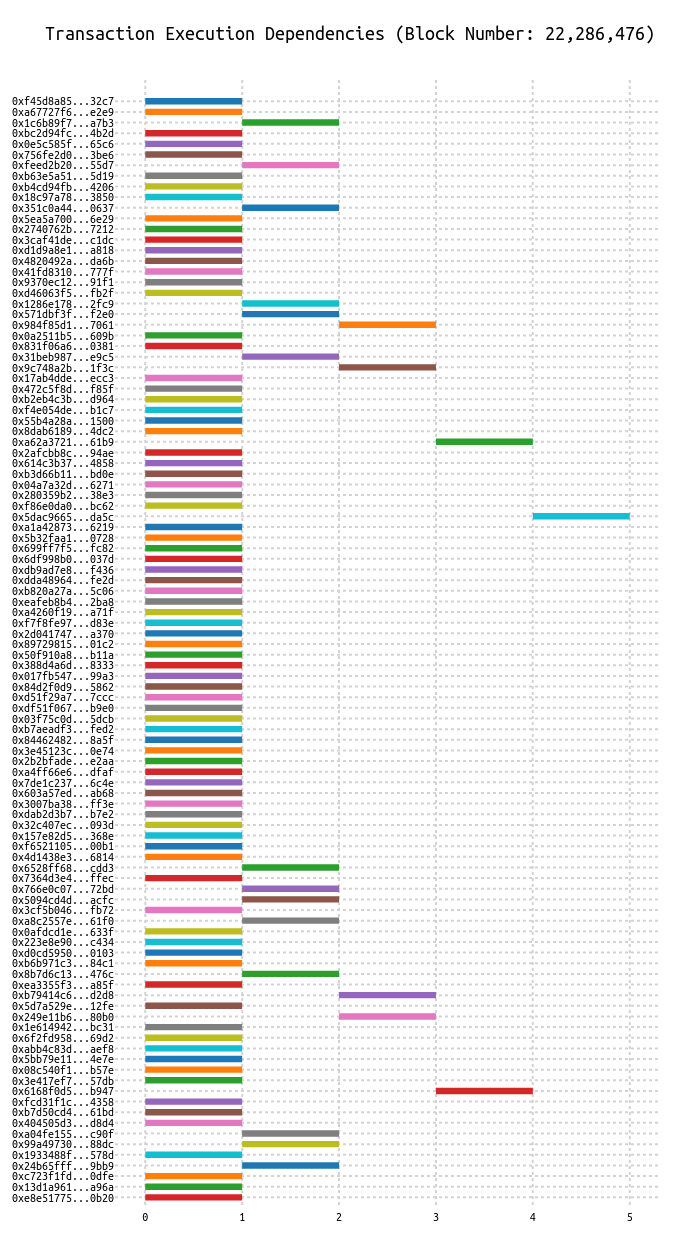 Transaction Execution Dependencies (Block Number: 22,286,476)
0xf45d8a85...32c7
0xa67727f6...e2e9
0x1c6b89f7...a7b3
0xbc2d94fc...4b2d
0x0e5c585f...65c6
0x756fe2d0...3be6
0xfeed2b20...55d7
0xb63e5a51...5d19
0xb4cd94fb...4206
0x18c97a78...3850
0x351c0a44...0637
0x5ea5a700...6e29
0x2740762b...7212
0x3caf41de...c1dc
0xd1d9a8e1...a818
0x4820492a...da6b
0x41fd8310...777f
0x9370ec12...91f1
0xd46063f5...fb2f
0x1286e178...2fc9
0x571dbf3f...f2e0
0x984f85d1...7061
0x0a2511b5...609b
0x831f06a6...0381
0x31beb987...e9c5
0x9c748a2b...1f3c
0x17ab4dde...ecc3
0x472c5f8d...f85f
0xb2eb4c3b...d964
0xf4e054de...b1c7
0x55b4a28a...1500
0x8dab6189...4dc2
0xa62a3721...61b9
0x2afcbb8c...94ae
0x614c3b37...4858
0xb3d66b11...bd0e
0x04a7a32d...6271
0x280359b2...38e3
0xf86e0da0...bc62
0x5dac9665...da5c
0xa1a42873...6219
0x5b32faa1...0728
0x699ff7f5...fc82
0x6df998b0...037d
0xdb9ad7e8...f436
0xdda48964...fe2d
0xb820a27a...5c06
0xeafeb8b4...2ba8
0xa4260f19...a71f
0xf7f8fe97...d83e
0x2d041747...a370
0x89729815...01c2
0x50f910a8...b11a
0x388d4a6d...8333
0x017fb547...99a3
0x84d2f0d9...5862
0xd51f29a7...7ccc
0xdf51f067...b9e0
0x03f75c0d...5dcb
0xb7aeadf3...fed2
0x84462482...8a5f
0x3e45123c...0e74
0x2b2bfade...e2aa
0xa4ff66e6...dfaf
0x7de1c237...6c4e
0x603a57ed...ab68
0x3007ba38...ff3e
0xdab2d3b7...b7e2
0x32c407ec...093d
0x157e82d5...368e
0xf6521105...00b1
0x4d1438e3...6814
0x6528ff68...cdd3
0x7364d3e4...ffec
0x766e0c07...72bd
0x5094cd4d...acfc
0x3cf5b046...fb72
0xa8c2557e...61f0
0x0afdcd1e...633f
0x223e8e90...c434
0xd0cd5950...0103
0xb6b971c3...84c1
0x8b7d6c13...476c
0xea3355f3...a85f
0xb79414c6...d2d8
0x5d7a529e...12fe
0x249e11b6...80b0
0x1e614942...bc31
0x6f2fd958...69d2
0xabb4c83d...aef8
0x5bb79e11...4e7e
0x08c540f1...b57e
0x3e417ef7...57db
0x6168f0d5...b947
0xfcd31f1c...4358
0xb7d50cd4...61bd
0x404505d3...d8d4
0xa04fe155...c90f
0x99a49730...88dc
0x1933488f...578d
0x24b65fff...9bb9
0xc723f1fd...0dfe
0x13d1a961...a96a
0xe8e51775...0b20
0 1 2 3 4 5